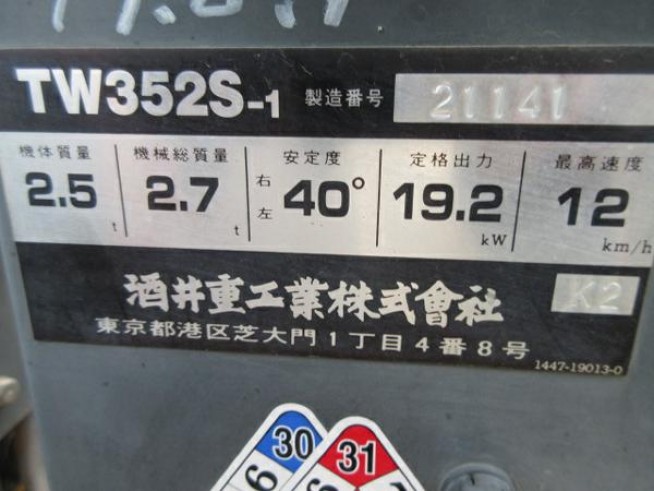 TW352S-1 製造番号 21141
機体質量 機械総質量 安定度 定格出力 最高速度
2.5 t 2.7 t 右左 40° 19.2 kW 12 km/h
酒井重工業株式會社 K2
東京都港区芝大門1丁目4番8号 1447-19013-0
30 31
6